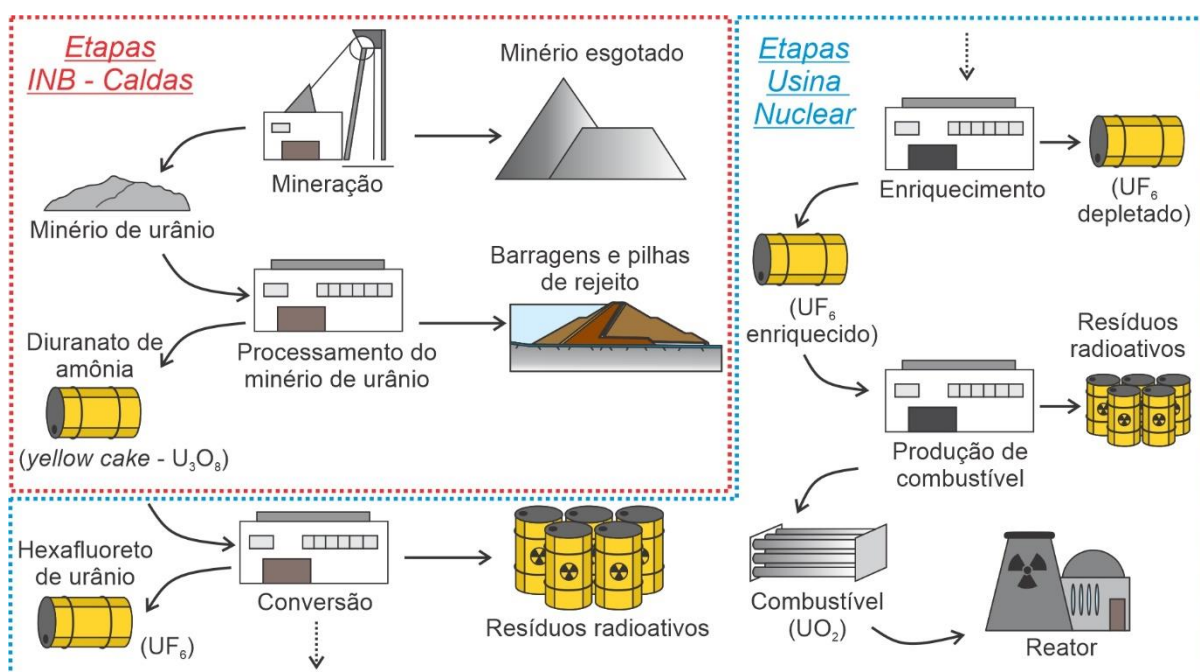 Etapas
INB - Caldas
Minério esgotado
Mineração
Minério de urânio
Barragens e pilhas
de rejeito
Diuranato de
amônia
Processamento do
minério de urânio
(yellow cake - U₃O₈)
Hexafluoreto
de urânio
(UF₆)
Conversão
Resíduos radioativos
Etapas
Usina
Nuclear
Enriquecimento
(UF₆
depletado)
(UF₆
enriquecido)
Resíduos
radioativos
Produção de
combustível
Combustível
(UO₂)
Reator